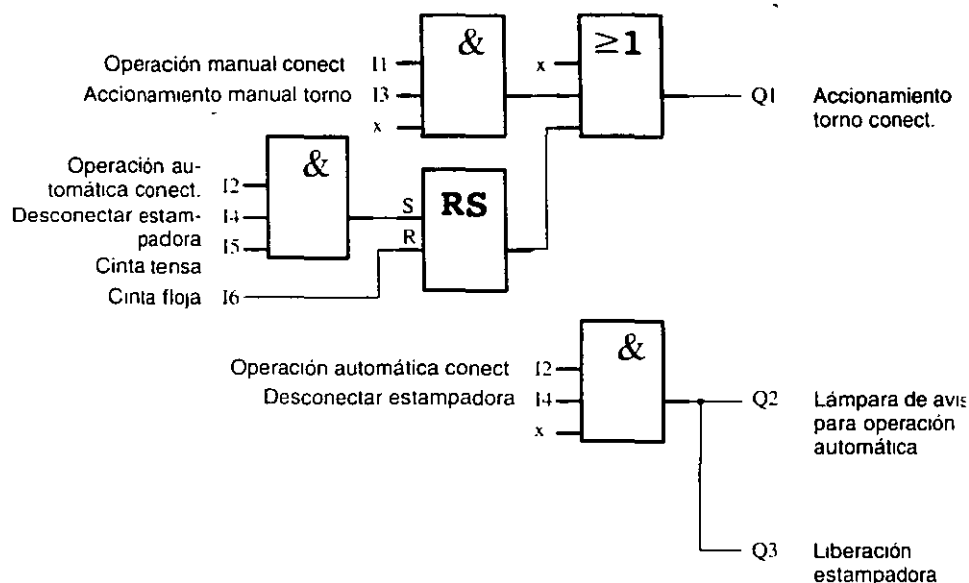 &
≥1
Operación manual conect I1
x
Accionamiento manual torno I3
Q1 Accionamiento
torno conect.
x
&
Operación au-
tomática conect. I2
RS
Desconectar estam- I4
S
padora
R
I5
Cinta tensa
Cinta floja I6
&
Operación automática conect I2
Desconectar estampadora I4
Q2 Lámpara de avis
para operación
automática
x
Q3 Liberación
estampadora